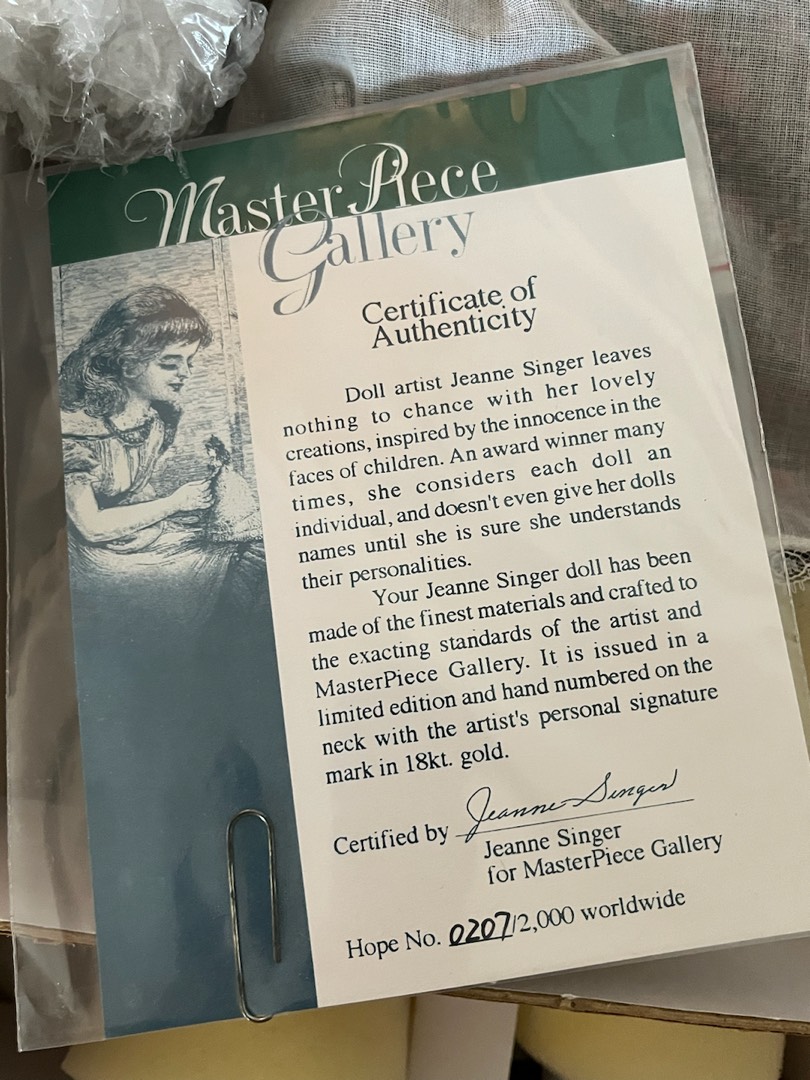 MasterPiece
Gallery
Certificate of
Authenticity
Doll artist Jeanne Singer leaves
nothing to chance with her lovely
creations, inspired by the innocence in the
faces of children. An award winner many
times, she considers each doll an
individual, and doesn't even give her dolls
names until she is sure she understands
their personalities.
Your Jeanne Singer doll has been
made of the finest materials and crafted to
the exacting standards of the artist and
MasterPiece Gallery. It is issued in a
limited edition and hand numbered on the
neck with the artist's personal signature
mark in 18kt. gold.
Certified by Jeanne Singer
Jeanne Singer
for MasterPiece Gallery
Hope No. 0207/2,000 worldwide